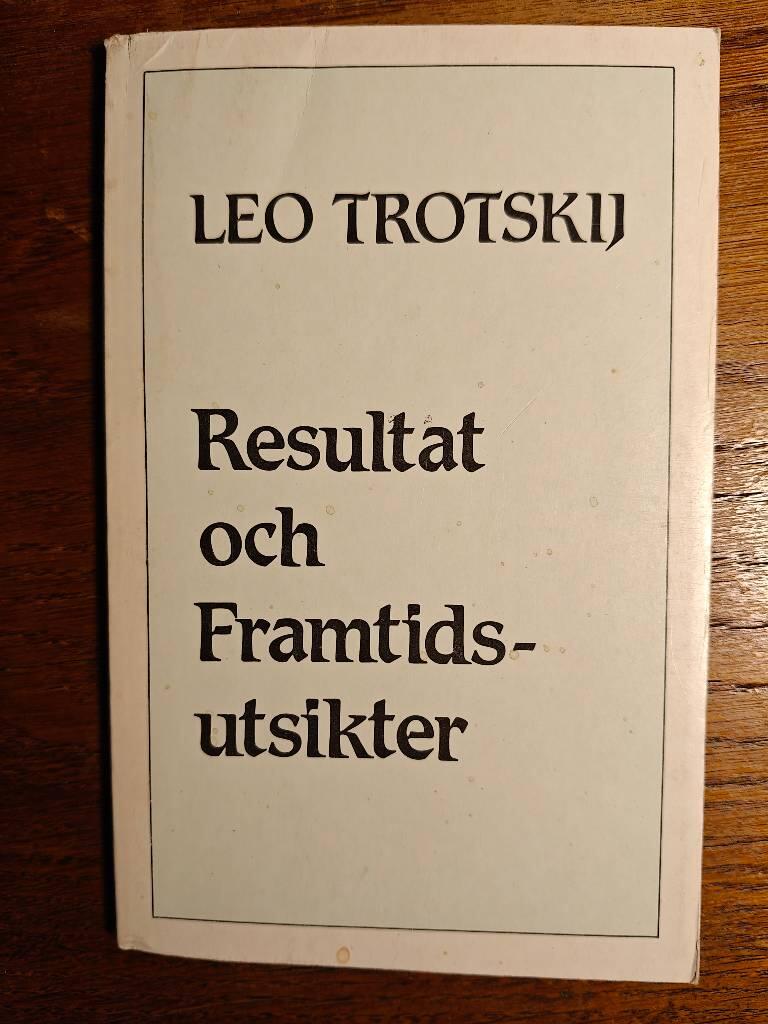 LEO TROTSKIJ
Resultat
och
Framtids-
utsikter